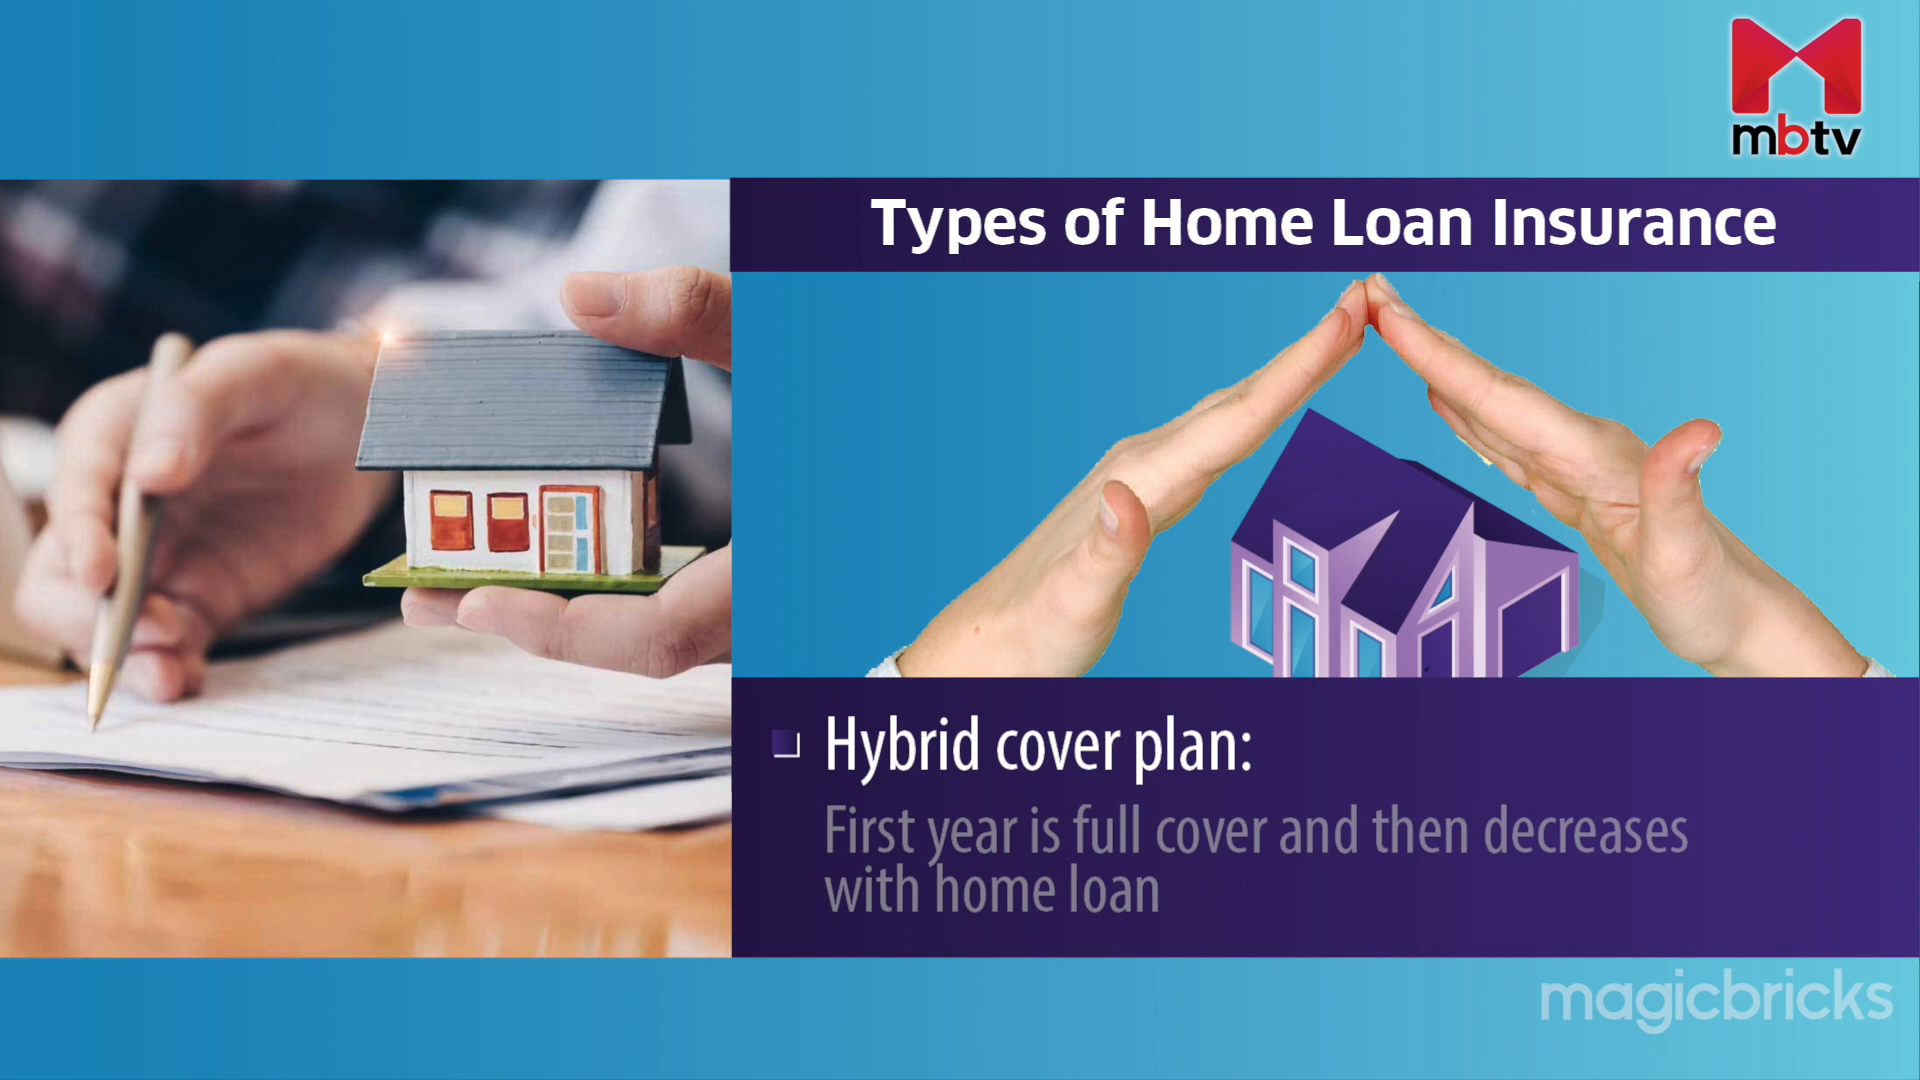 mbtv
Types of Home Loan Insurance
Hybrid cover plan:
First year is full cover and then decreases
with home loan
magicbricks